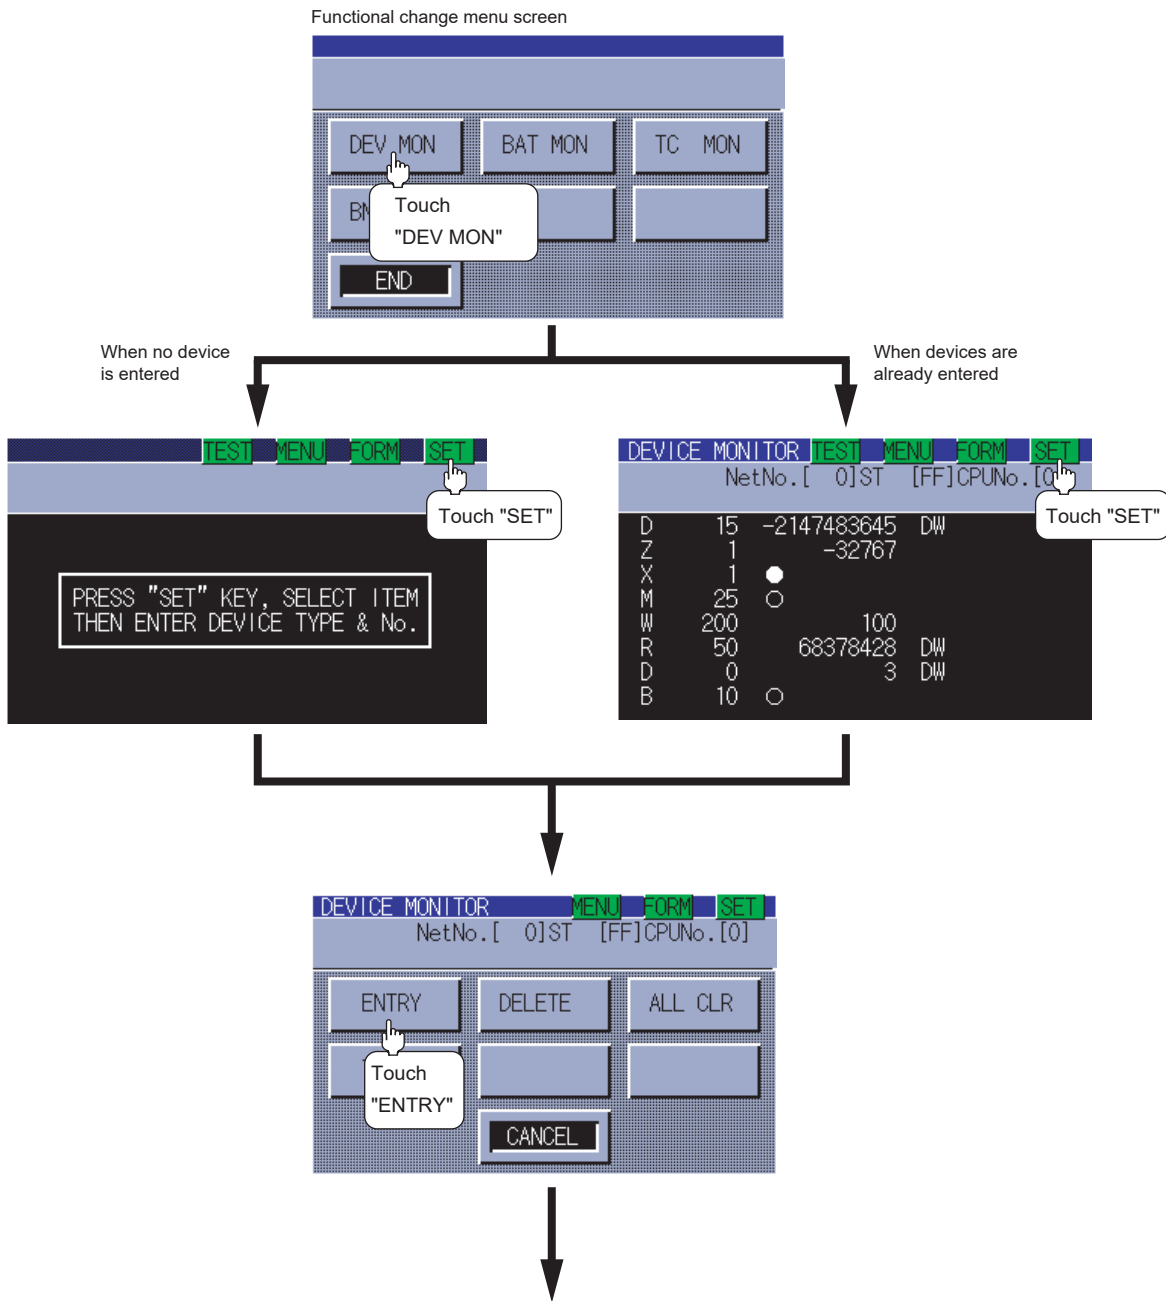 Functional change menu screen
DEV MON
BAT MON
TC MON
Touch
"DEV MON"
END
When no device
is entered
When devices are
already entered
TEST MENU FORM SET
Touch "SET"
PRESS "SET" KEY, SELECT ITEM
THEN ENTER DEVICE TYPE & No.
DEVICE MONITOR TEST MENU FORM SET
NetNo.[ 0]ST [FF]CPUNo.[0
Touch "SET"
D 15 -2147483645 DW
Z 1 -32767
X 1 ●
M 25 ○
W 200 100
R 50 68378428 DW
D 0 3 DW
B 10 ○
DEVICE MONITOR MENU FORM SET
NetNo.[ 0]ST [FF]CPUNo.[0]
ENTRY
DELETE
ALL CLR
Touch
"ENTRY"
CANCEL